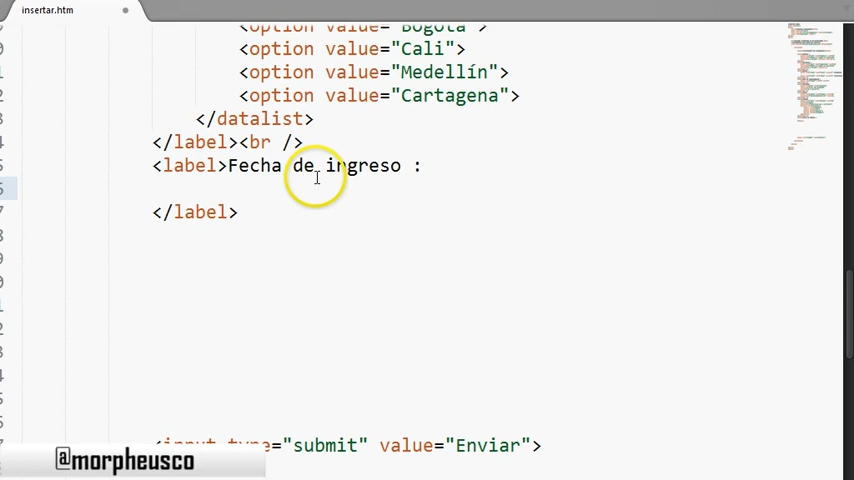 insertar.htm
<option value="Bogotá">
<option value="Cali">
<option value="Medellín">
<option value="Cartagena">
</datalist>
</label><br />
<label>Fecha de ingreso :
</label>
<input type="submit" value="Enviar">
@morpheusco